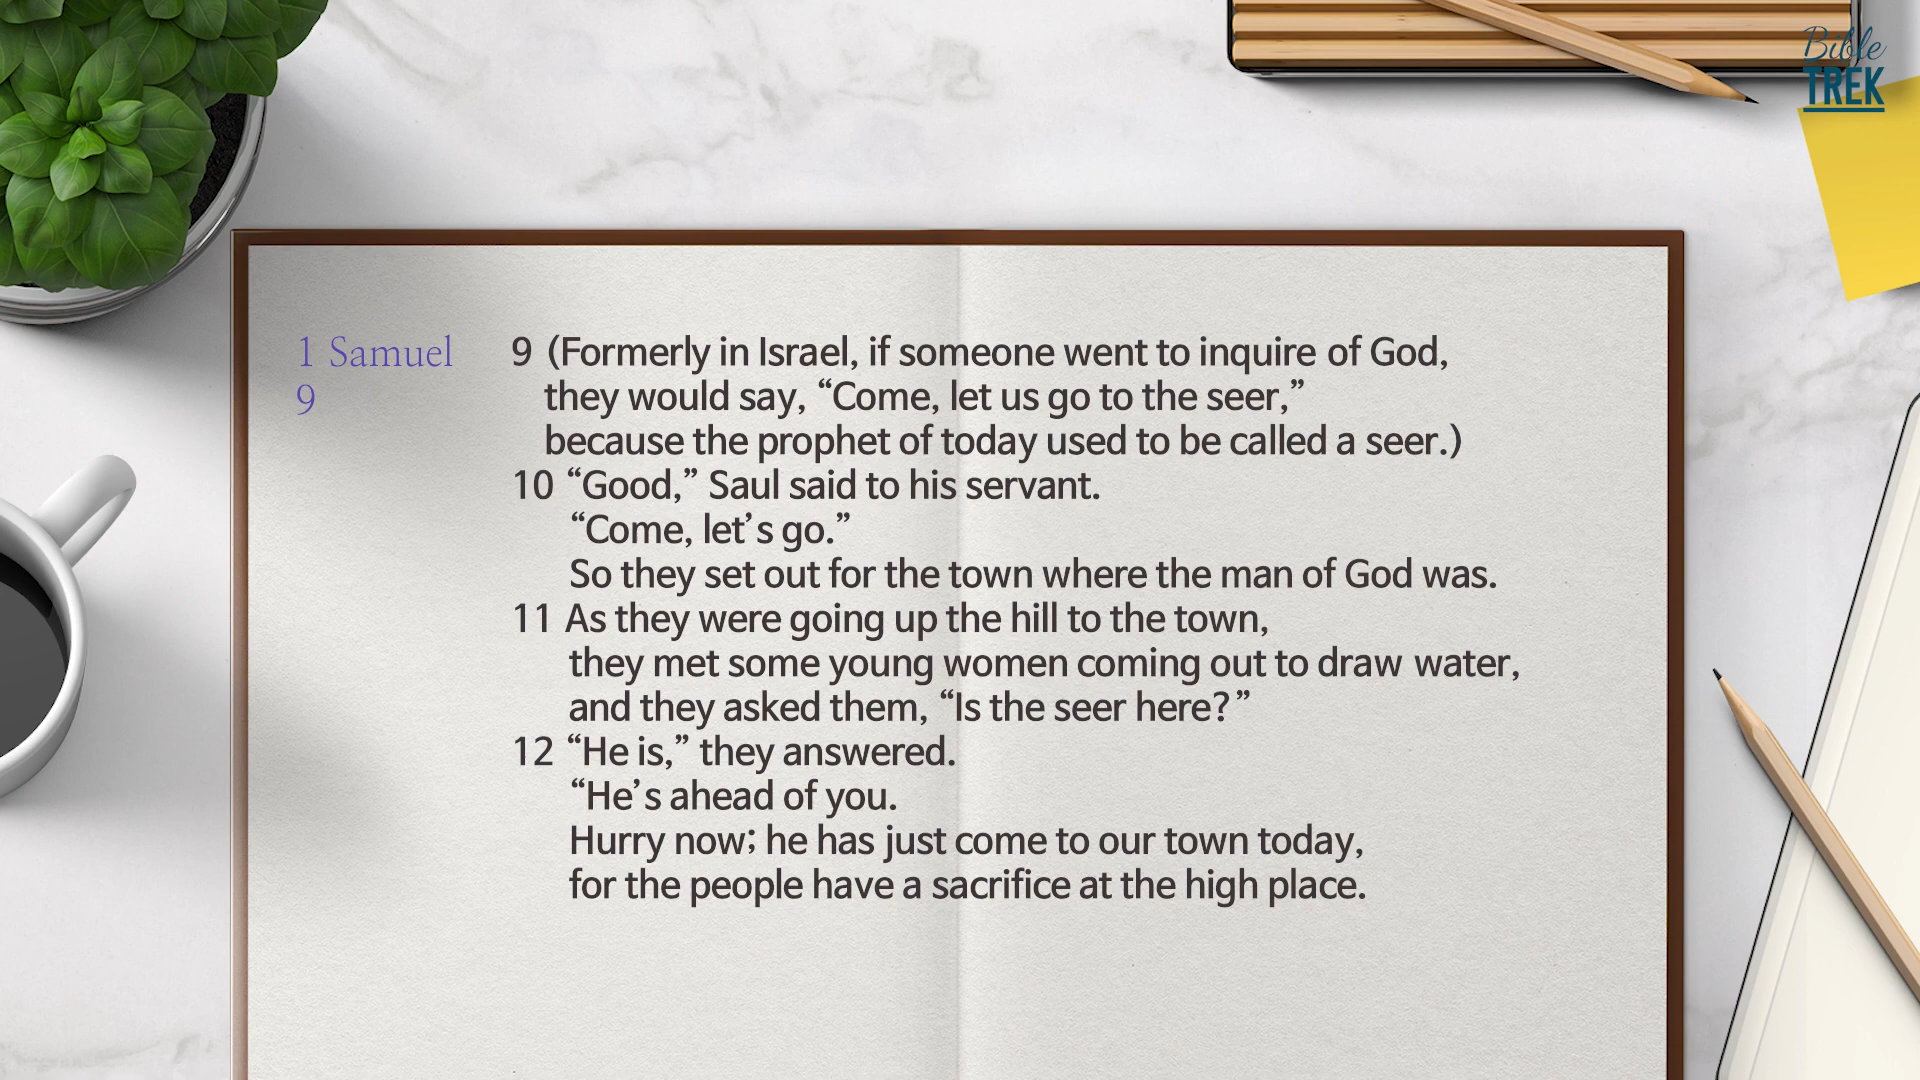 Bible
TREK
1 Samuel
9
9 (Formerly in Israel, if someone went to inquire of God,
they would say, “Come, let us go to the seer,”
because the prophet of today used to be called a seer.)
10 “Good,” Saul said to his servant.
“Come, let’s go.”
So they set out for the town where the man of God was.
11 As they were going up the hill to the town,
they met some young women coming out to draw water,
and they asked them, “Is the seer here?”
12 “He is,” they answered.
“He’s ahead of you.
Hurry now; he has just come to our town today,
for the people have a sacrifice at the high place.